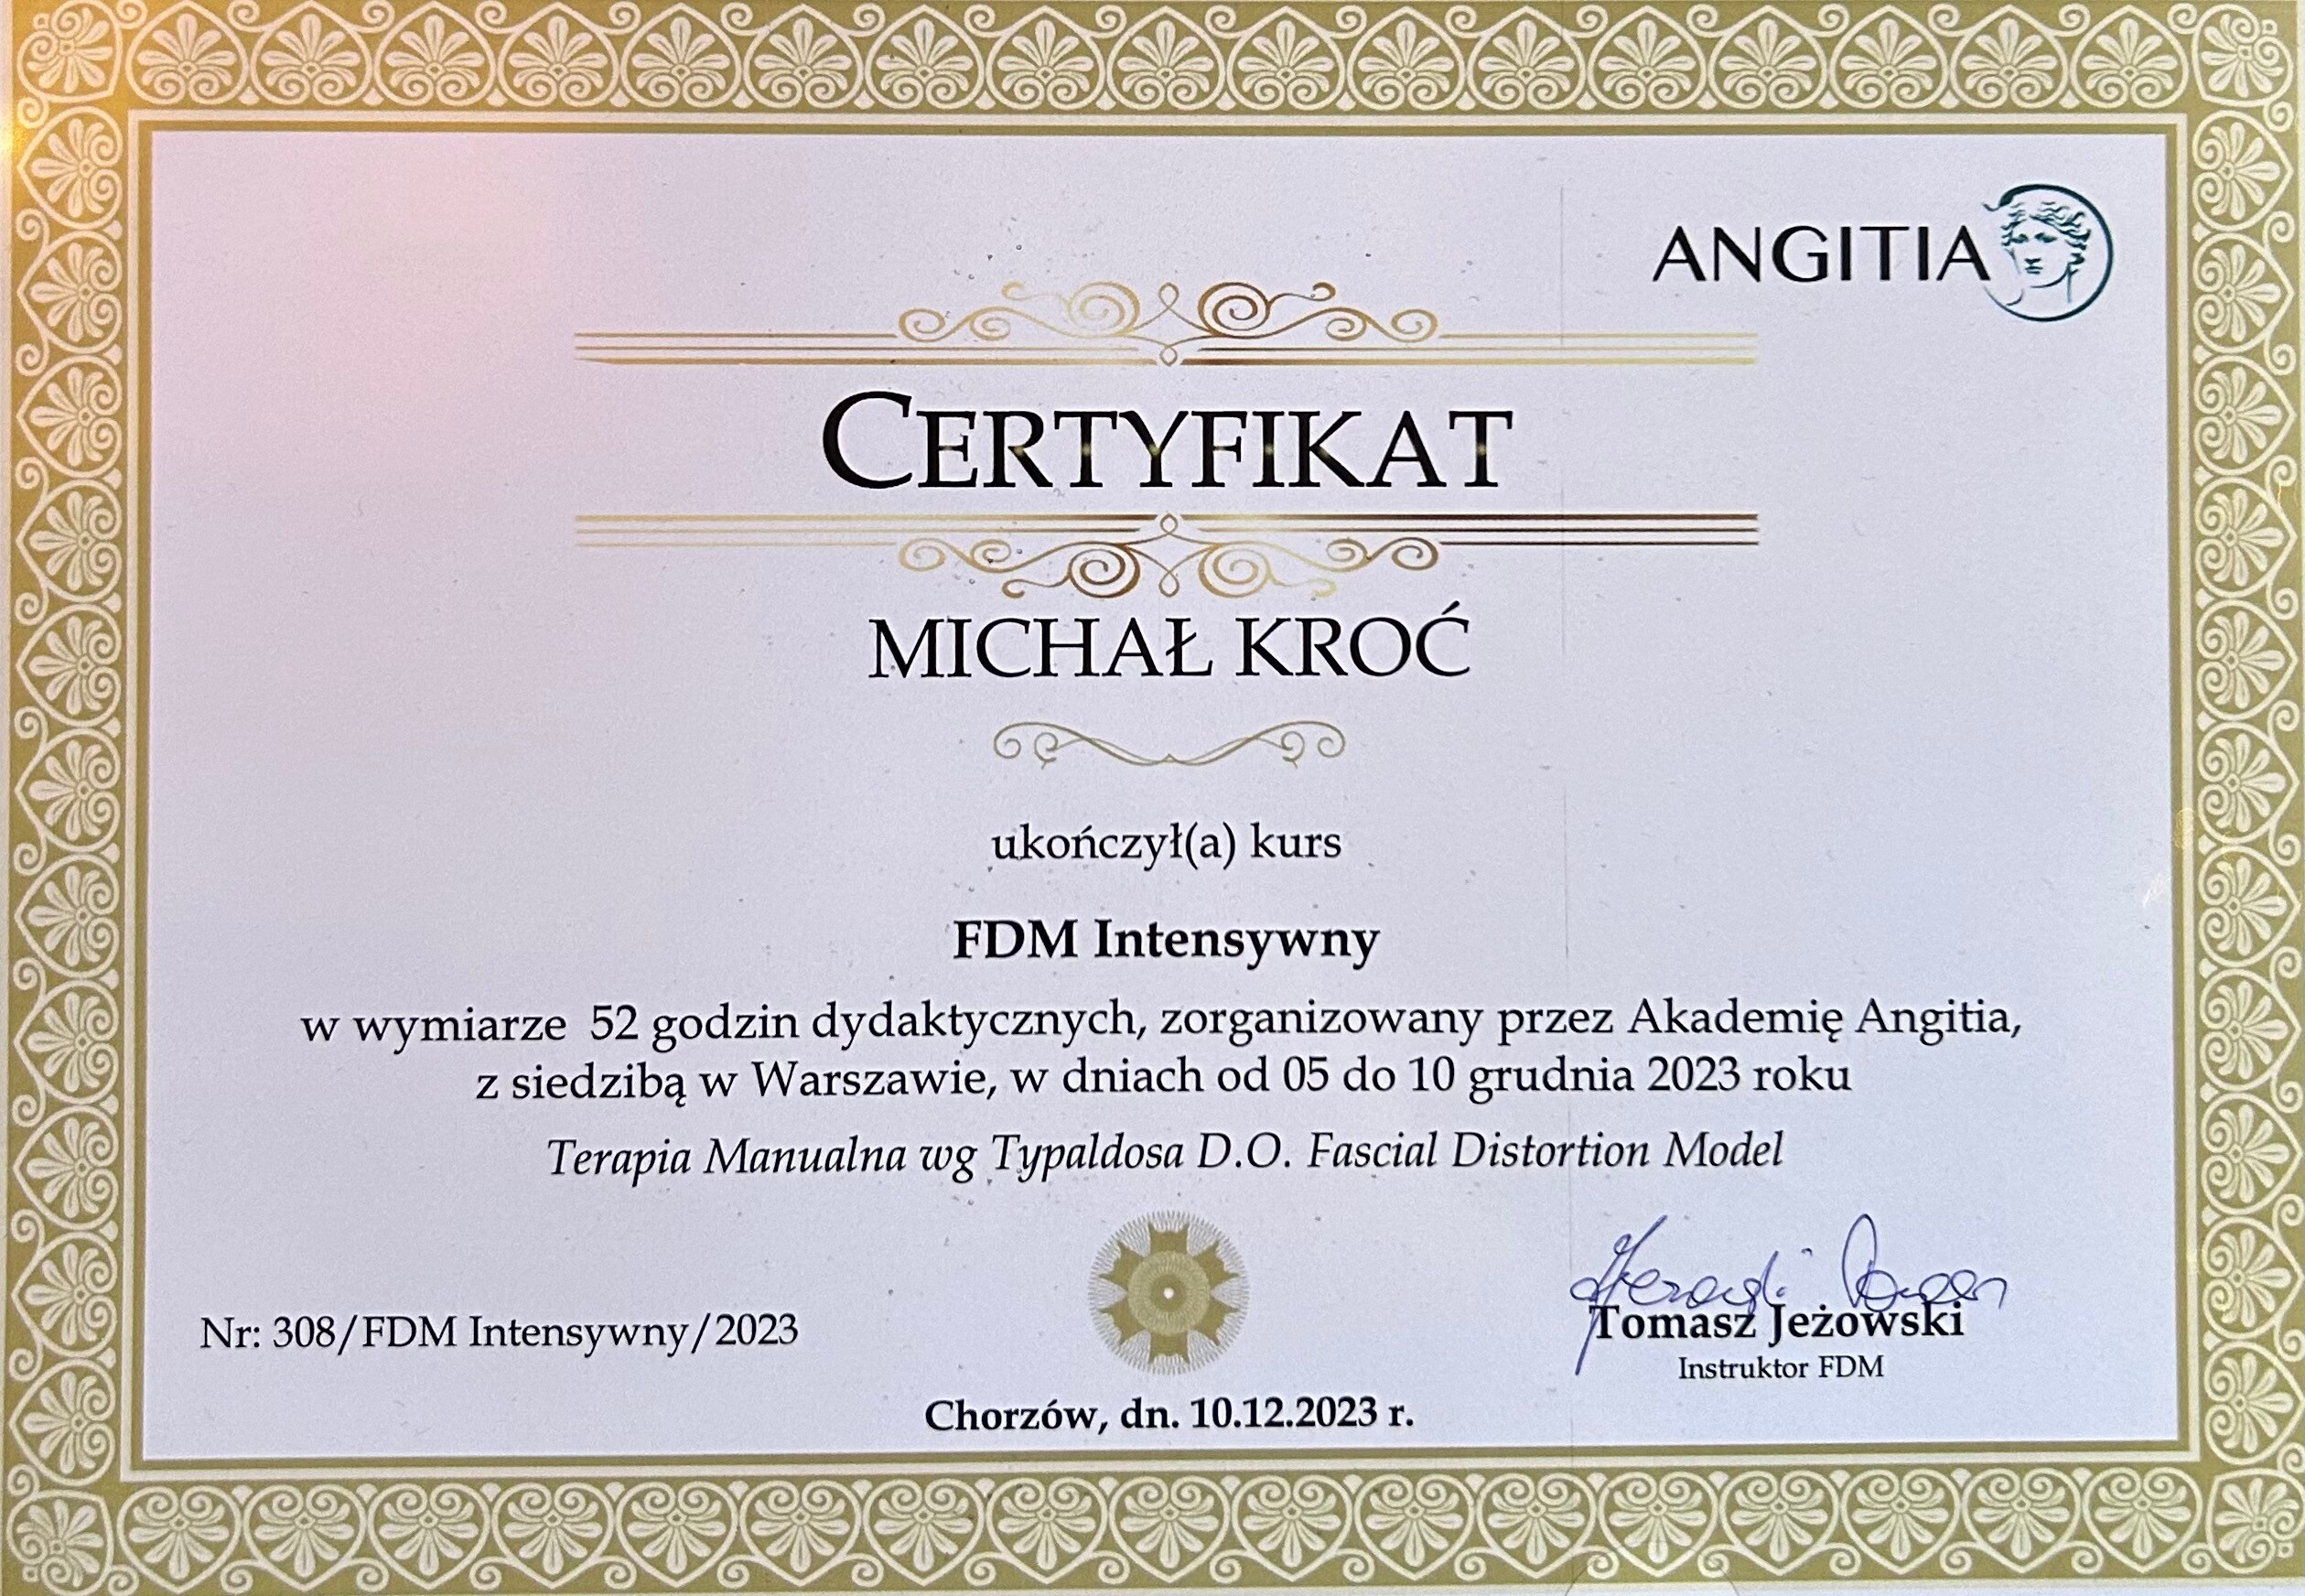 ANGITIA
CERTYFIKAT
MICHAŁ KROĆ
ukończył(a) kurs
FDM Intensywny
w wymiarze 52 godzin dydaktycznych, zorganizowany przez Akademię Angitia,
z siedzibą w Warszawie, w dniach od 05 do 10 grudnia 2023 roku
Terapia Manualna wg Typaldosa D.O. Fascial Distortion Model
Nr: 308/FDM Intensywny/2023
Tomasz Jeżowski
Instruktor FDM
Chorzów, dn. 10.12.2023 r.